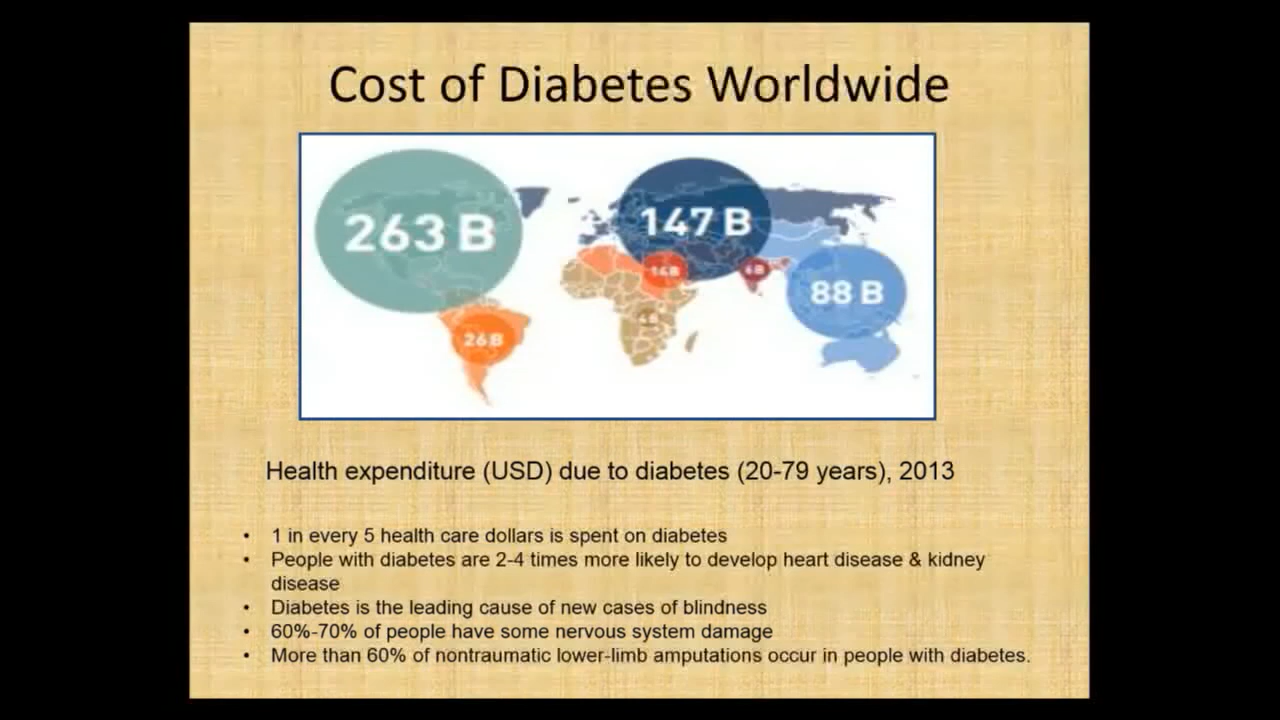 Cost of Diabetes Worldwide
263 B
147 B
14B
6B
88 B
4B
26B
Health expenditure (USD) due to diabetes (20-79 years), 2013
• 1 in every 5 health care dollars is spent on diabetes
• People with diabetes are 2-4 times more likely to develop heart disease & kidney
disease
• Diabetes is the leading cause of new cases of blindness
• 60%-70% of people have some nervous system damage
• More than 60% of nontraumatic lower-limb amputations occur in people with diabetes.